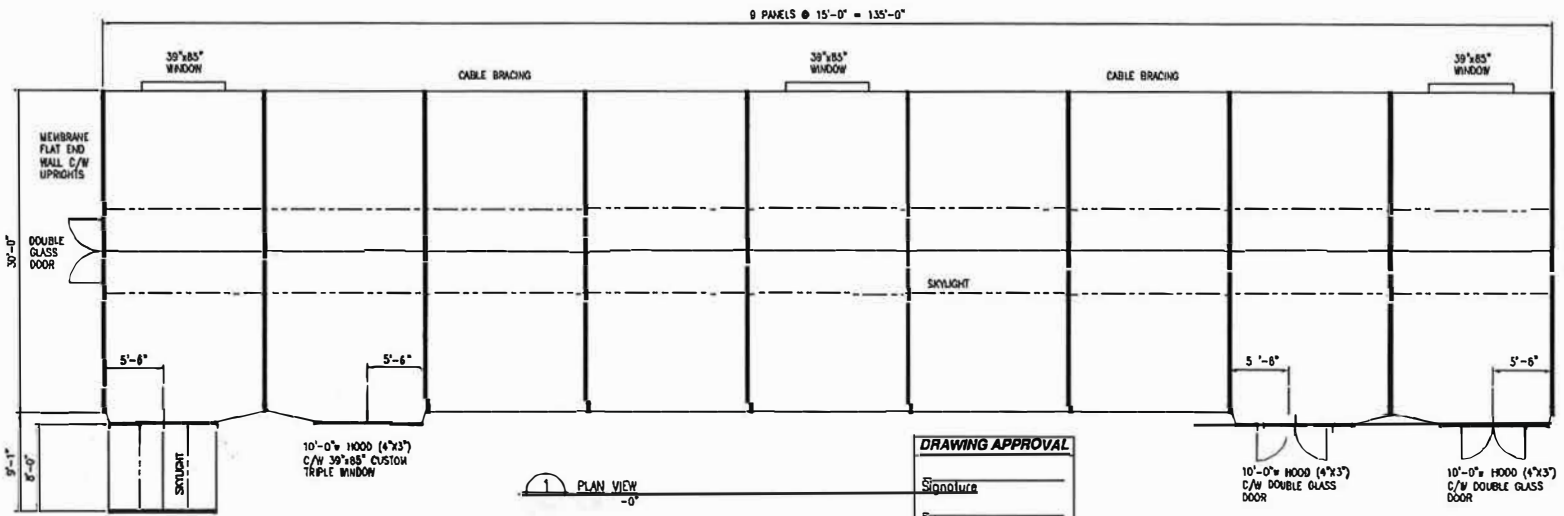 9 PANELS @ 15'-0" = 135'-0"
39"x85"
WINDOW
CABLE BRACING
39"x85"
WINDOW
CABLE BRACING
39"x85"
WINDOW
MEMBRANE
FLAT END
WALL C/W
UPRIGHTS
30'-0"
DOUBLE
GLASS
DOOR
SKYLIGHT
5'-6"
5'-6"
5'-6"
5'-6"
9'-1"
8'-0"
SKYLIGHT
10'-0"w HOOD (4"X3")
C/W 39"x85" CUSTOM
TRIPLE WINDOW
1 PLAN VIEW
-0"
DRAWING APPROVAL
Signature
10'-0"w HOOD (4"X3")
C/W DOUBLE GLASS
DOOR
10'-0"w HOOD (4"X3")
C/W DOUBLE GLASS
DOOR